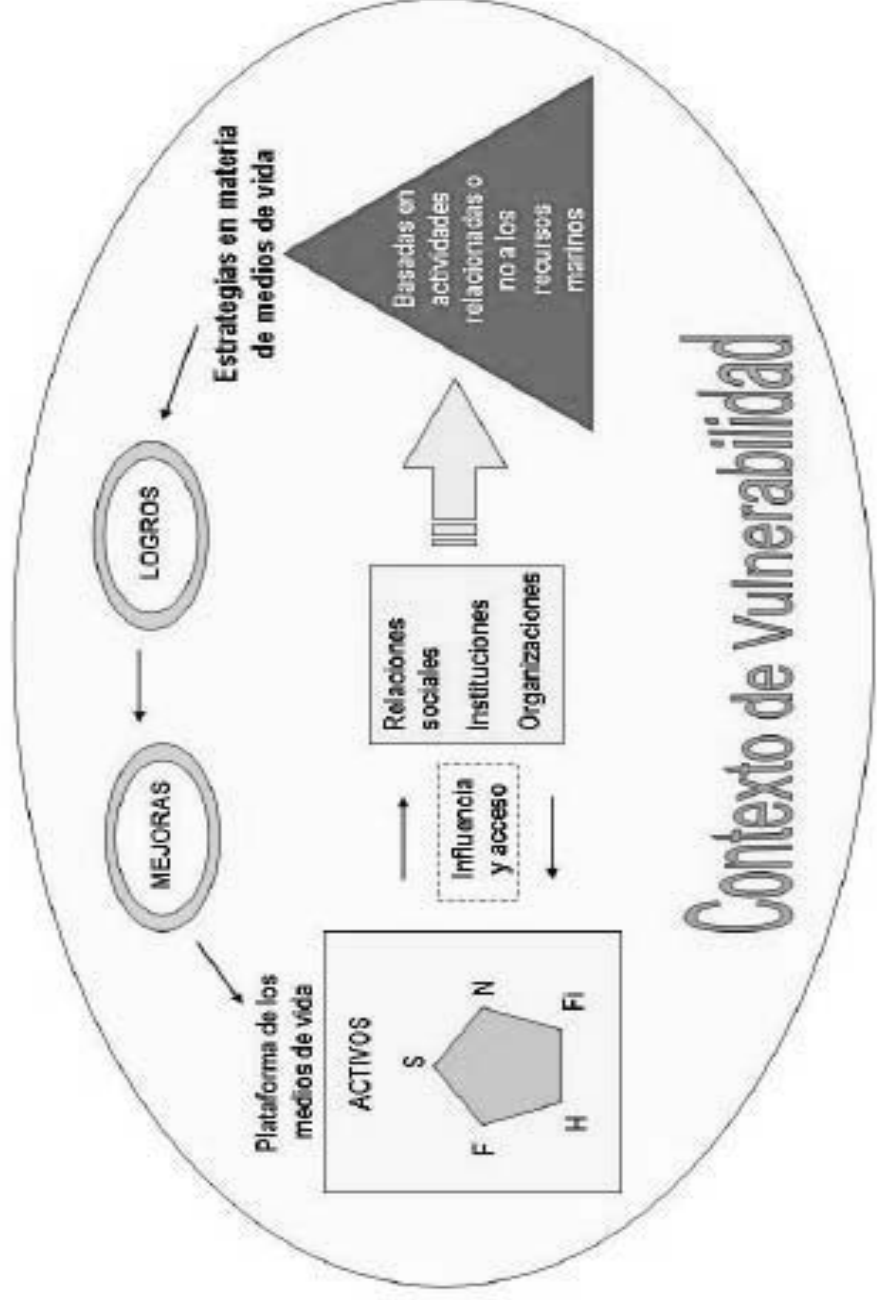 Estrategias en materia
de medios de vida
LOGROS
MEJORAS
Plataforma de los
medios de vida
ACTIVOS
S
F
N
H
Fi
Influencia
y acceso
Relaciones
sociales
Instituciones
Organizaciones
Basadas en
actividades
relacionadas o
no a los
recursos
marinos
Contexto de Vulnerabilidad